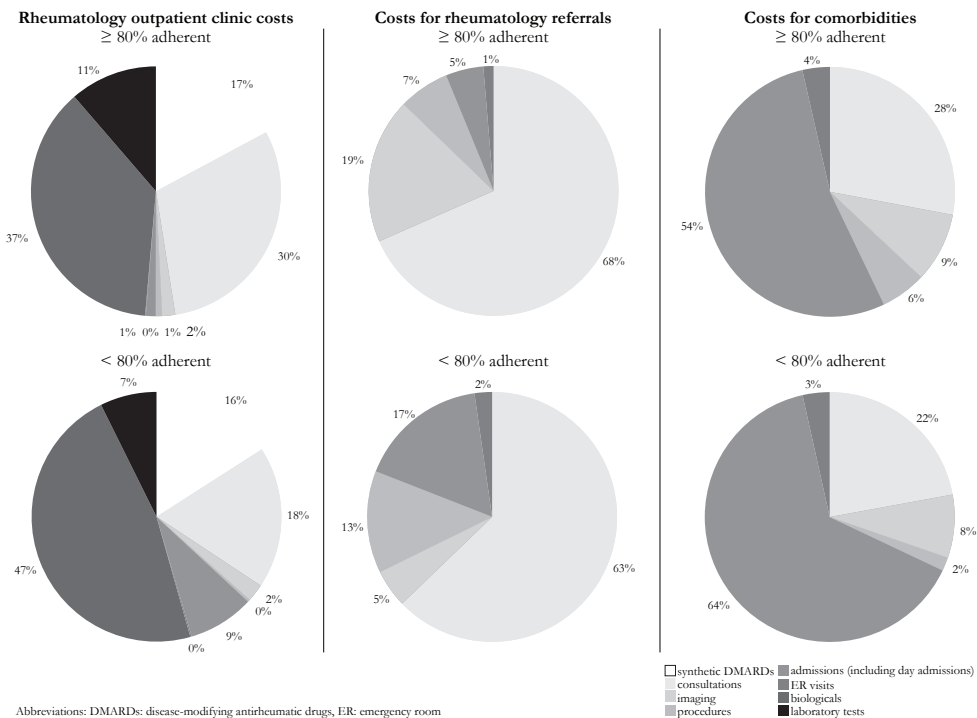 Rheumatology outpatient clinic costs
≥ 80% adherent
11%
17%
37%
30%
1% 0% 1% 2%
< 80% adherent
7%
16%
18%
47%
2%
0%
9%
0%
Costs for rheumatology referrals
≥ 80% adherent
1%
5%
7%
19%
68%
< 80% adherent
2%
17%
13%
63%
5%
Costs for comorbidities
≥ 80% adherent
4%
28%
54%
9%
6%
< 80% adherent
3%
22%
8%
2%
64%
synthetic DMARDs
consultations
imaging
procedures
admissions (including day admissions)
ER visits
biologicals
laboratory tests
Abbreviations: DMARDs: disease-modifying antirheumatic drugs, ER: emergency room